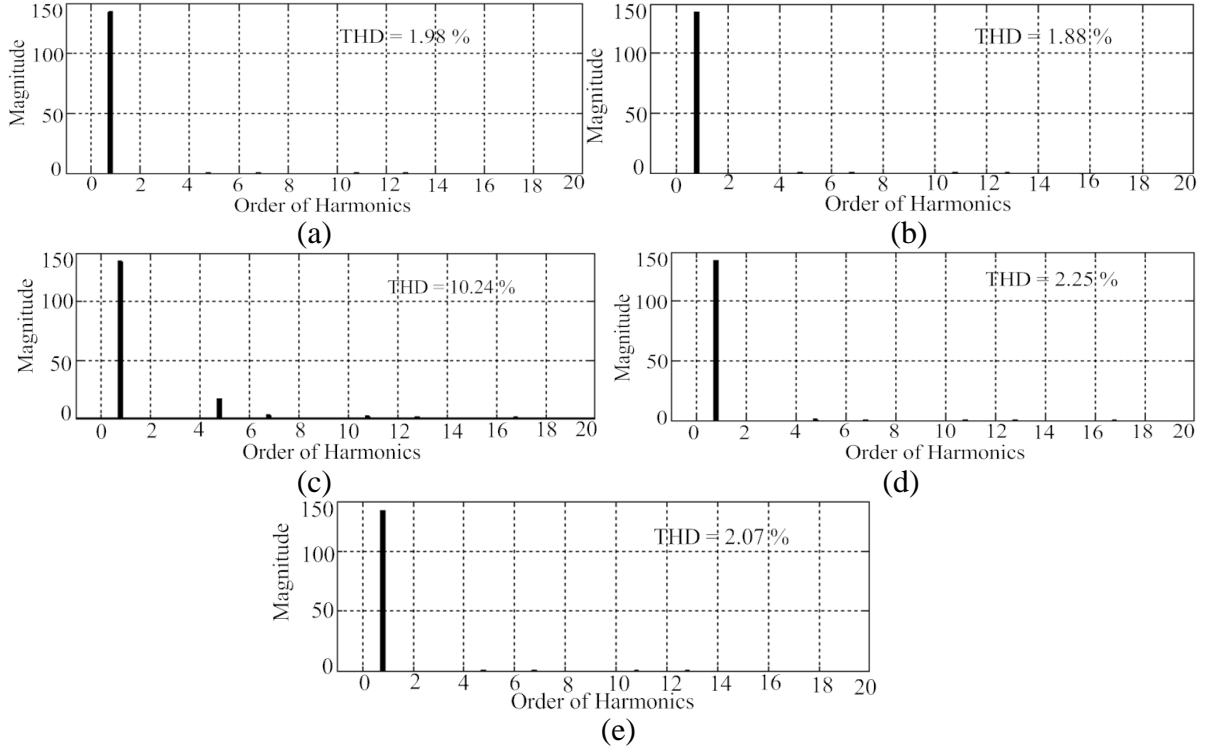 150
THD = 1.98 %
100
50
0
Magnitude
0 2 4 6 8 10 12 14 16 18 20
Order of Harmonics
(a)
150
THD = 1.88 %
100
50
0
Magnitude
0 2 4 6 8 10 12 14 16 18 20
Order of Harmonics
(b)
150
THD = 10.24 %
100
50
0
Magnitude
0 2 4 6 8 10 12 14 16 18 20
Order of Harmonics
(c)
150
THD = 2.25 %
100
50
0
Magnitude
0 2 4 6 8 10 12 14 16 18 20
Order of Harmonics
(d)
150
THD = 2.07 %
100
50
0
Magnitude
0 2 4 6 8 10 12 14 16 18 20
Order of Harmonics
(e)